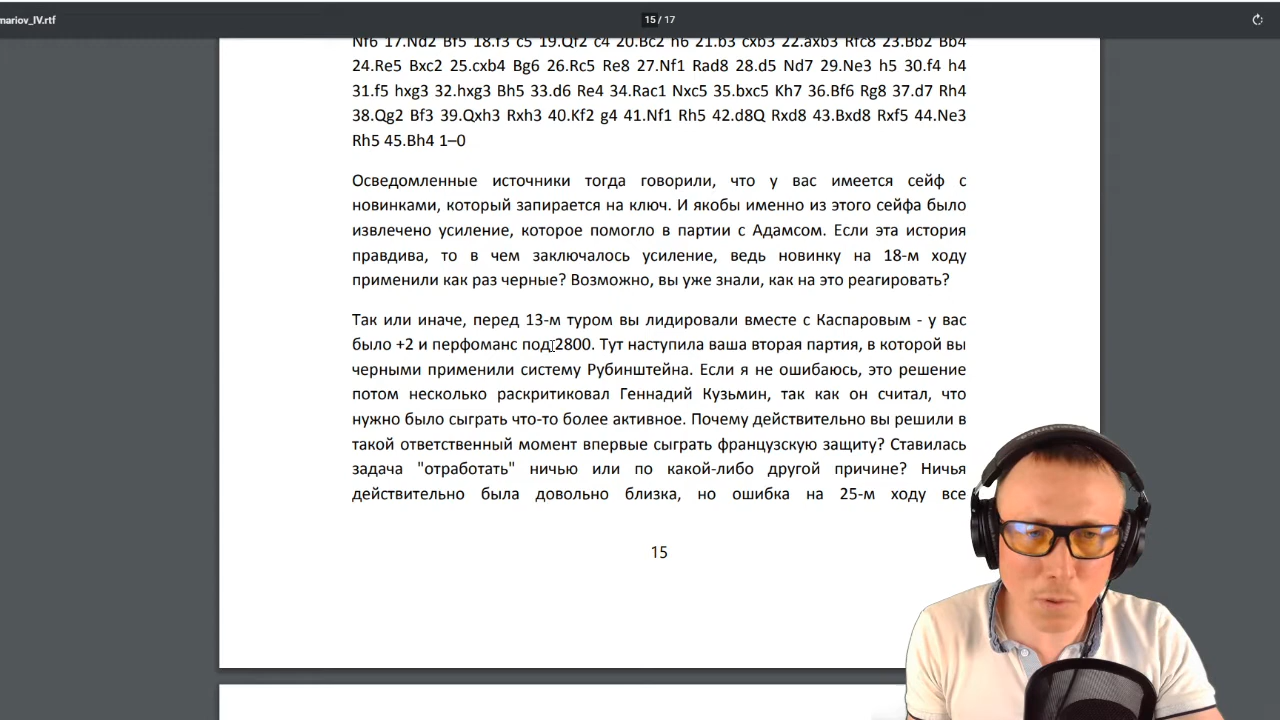 mariov_IV.rtf
15 / 17
Nf6 17.Nd2 Bf5 18.f3 c5 19.Qf2 c4 20.Bc2 h6 21.b3 cxb3 22.axb3 Rfc8 23.Bb2 Bb4
24.Re5 Bxc2 25.cxb4 Bg6 26.Rc5 Re8 27.Nf1 Rad8 28.d5 Nd7 29.Ne3 h5 30.f4 h4
31.f5 hxg3 32.hxg3 Bh5 33.d6 Re4 34.Rac1 Nxc5 35.bxc5 Kh7 36.Bf6 Rg8 37.d7 Rh4
38.Qg2 Bf3 39.Qxh3 Rxh3 40.Kf2 g4 41.Nf1 Rh5 42.d8Q Rxd8 43.Bxd8 Rxf5 44.Ne3
Rh5 45.Bh4 1–0
Осведомленные источники тогда говорили, что у вас имеется сейф с
новинками, который запирается на ключ. И якобы именно из этого сейфа было
извлечено усиление, которое помогло в партии с Адамсом. Если эта история
правдива, то в чем заключалось усиление, ведь новинку на 18-м ходу
применили как раз черные? Возможно, вы уже знали, как на это реагировать?
Так или иначе, перед 13-м туром вы лидировали вместе с Каспаровым - у вас
было +2 и перфоманс под 2800. Тут наступила ваша вторая партия, в которой вы
черными применили систему Рубинштейна. Если я не ошибаюсь, это решение
потом несколько раскритиковал Геннадий Кузьмин, так как он считал, что
нужно было сыграть что-то более активное. Почему действительно вы решили в
такой ответственный момент впервые сыграть французскую защиту? Ставилась
задача "отработать" ничью или по какой-либо другой причине? Ничья
действительно была довольно близка, но ошибка на 25-м ходу все
15